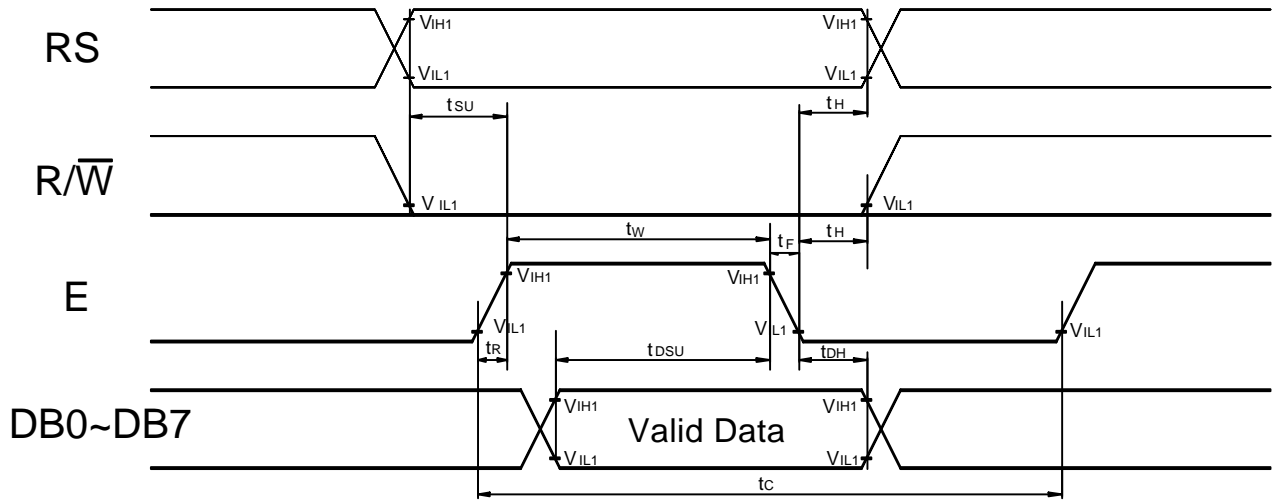 RS
VIH1
VIH1
VIL1
VIL1
tSU
tH
R/W̅
VIL1
VIL1
tW
tF
tH
E
VIH1
VIH1
VIL1
VIL1
VIL1
tR
tDSU
tDH
DB0~DB7
VIH1
Valid Data
VIH1
VIL1
VIL1
tC